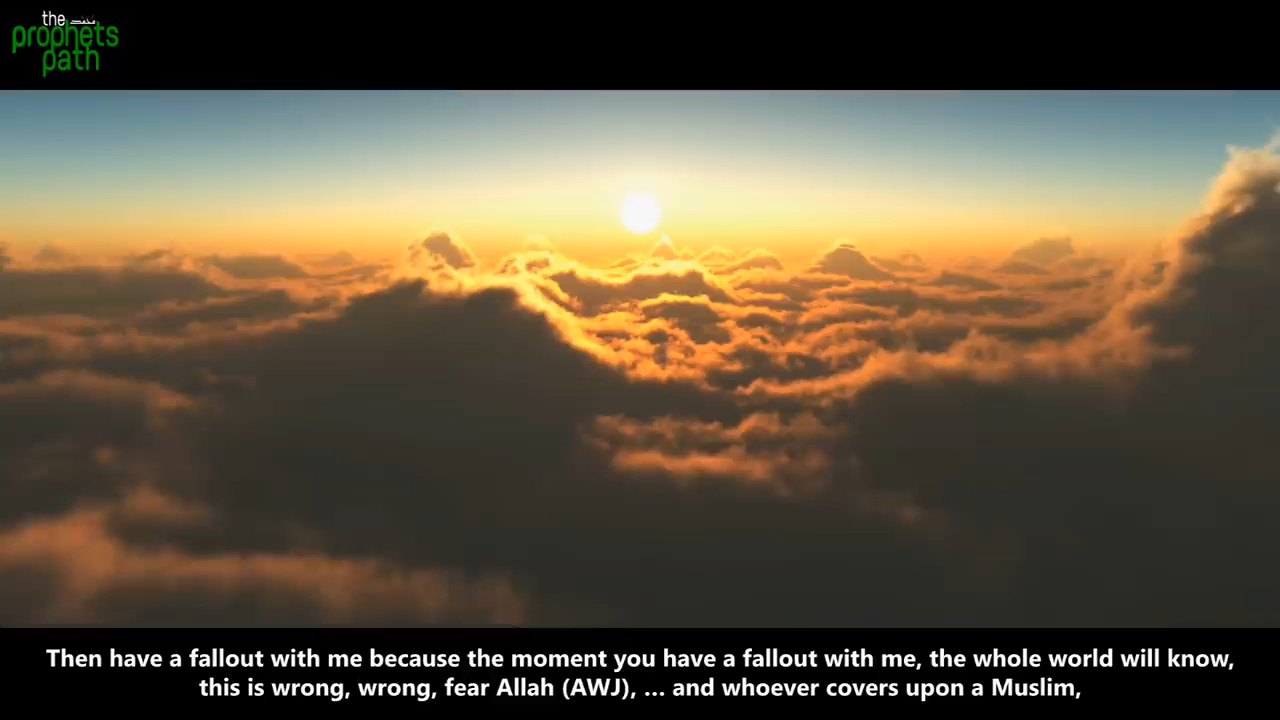 the مُحَمَّد
prophets
path
Then have a fallout with me because the moment you have a fallout with me, the whole world will know,
this is wrong, wrong, fear Allah (AWJ), ... and whoever covers upon a Muslim,